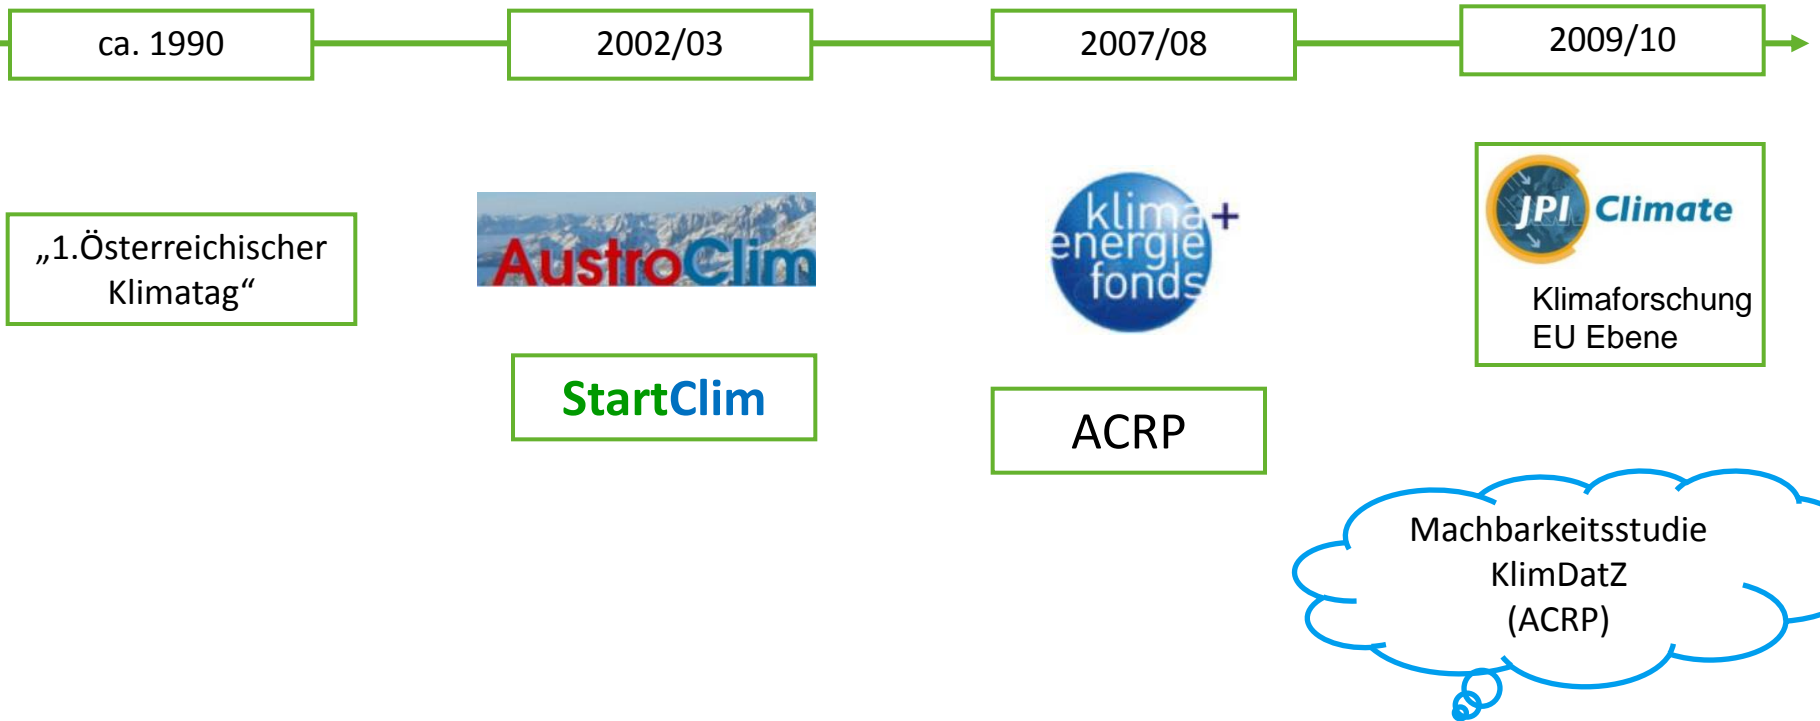 ca. 1990
2002/03
2007/08
2009/10
„1.Österreichischer
Klimatag“
AustroClim
StartClim
klima+
energie
fonds
ACRP
JPI Climate
Klimaforschung
EU Ebene
Machbarkeitsstudie
KlimDatZ
(ACRP)